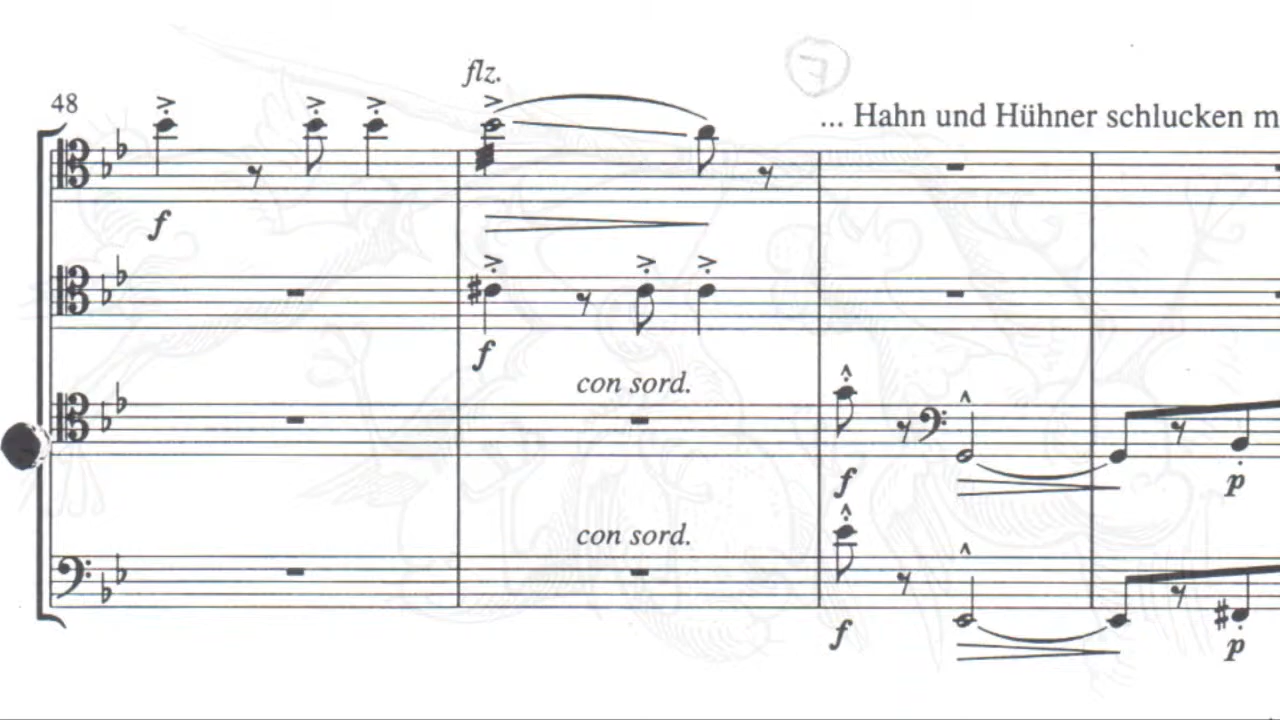 flz.
48
... Hahn und Hühner schlucken m
f
f
con sord.
f
p
con sord.
f
p